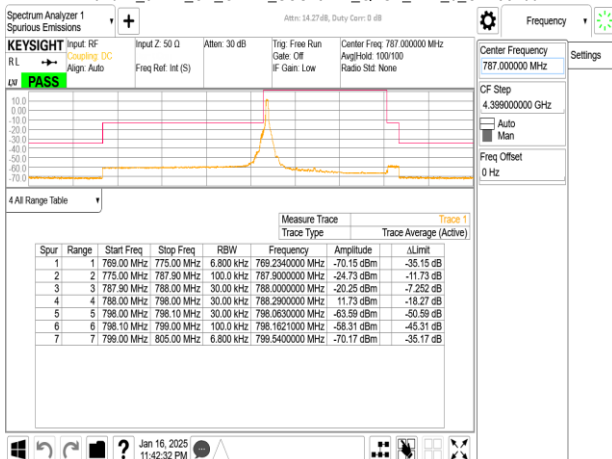 Spectrum Analyzer 1
Spurious Emissions
Attn: 14.27 dB, Duty Corr: 0 dB
Frequency
KEYSIGHT Input: RF Input Z: 50 Ω Atten: 30 dB Trig: Free Run Center Freq: 787.000000 MHz
RL Coupling: DC Gate: Off Avg|Hold: 100/100
Align: Auto Freq Ref: Int (S) IF Gain: Low Radio Std: None
LXI PASS
Center Frequency
787.000000 MHz
Settings
CF Step
4.399000000 GHz
Auto
Man
Freq Offset
0 Hz
10.0
0.00
-10.0
-20.0
-30.0
-40.0
-50.0
-60.0
-70.0
4 All Range Table
Measure Trace Trace 1
Trace Type Trace Average (Active)
Spur Range Start Freq Stop Freq RBW Frequency Amplitude ΔLimit
1 1 769.00 MHz 775.00 MHz 6.800 kHz 769.2340000 MHz -70.15 dBm -35.15 dB
2 2 775.00 MHz 787.90 MHz 100.0 kHz 787.9000000 MHz -24.73 dBm -11.73 dB
3 3 787.90 MHz 788.00 MHz 30.00 kHz 788.0000000 MHz -20.25 dBm -7.252 dB
4 4 788.00 MHz 798.00 MHz 30.00 kHz 788.2900000 MHz 11.73 dBm -18.27 dB
5 5 798.00 MHz 798.10 MHz 30.00 kHz 798.0630000 MHz -63.59 dBm -50.59 dB
6 6 798.10 MHz 799.00 MHz 100.0 kHz 798.1621000 MHz -58.31 dBm -45.31 dB
7 7 799.00 MHz 805.00 MHz 6.800 kHz 799.5400000 MHz -70.17 dBm -35.17 dB
Jan 16, 2025
11:42:32 PM